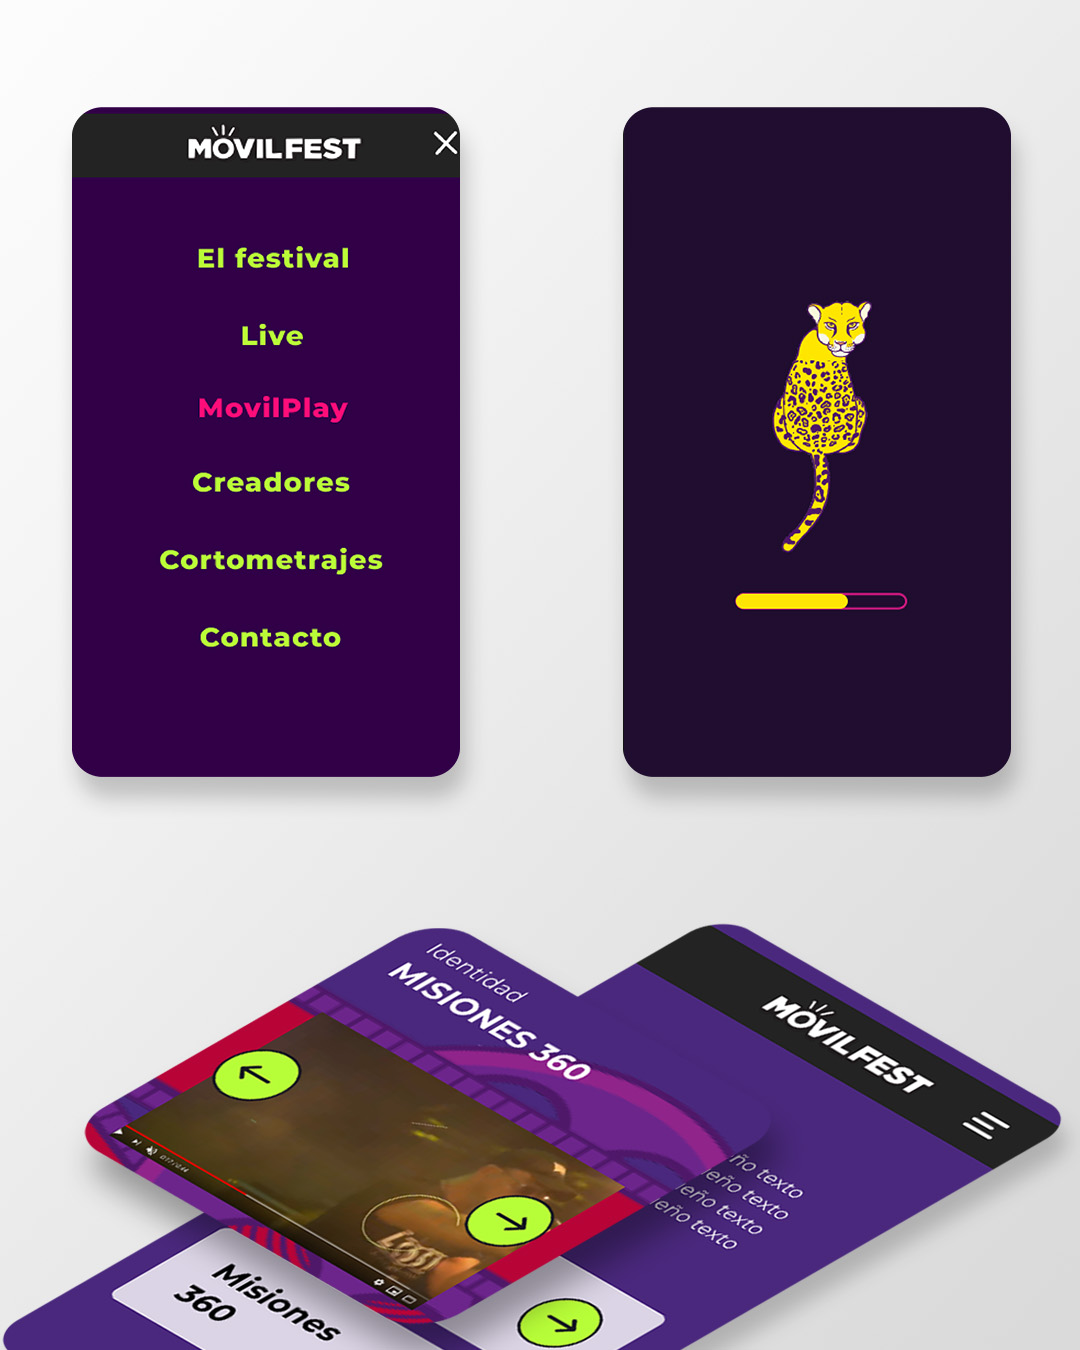 MOVILFEST
El festival
Live
MovilPlay
Creadores
Cortometrajes
Contacto
Identidad
MISIONES 360
MOVILFEST
ño texto
eño texto
eño texto
eño texto
Misiones
360